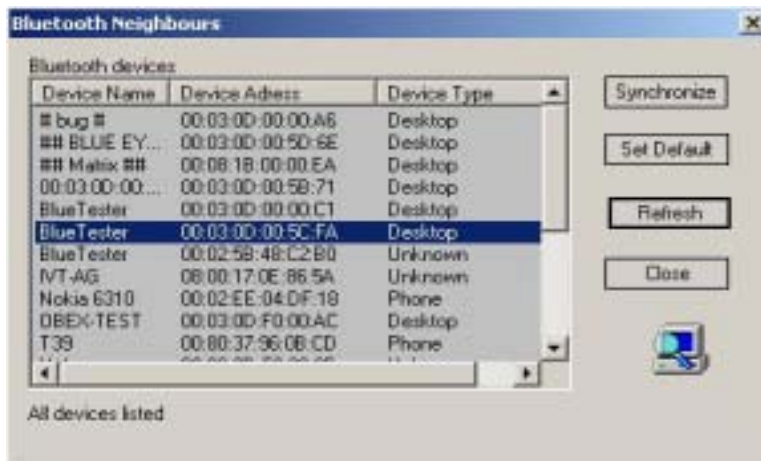 Bluetooth Neighbours
Bluetooth devices
Device Name Device Adress Device Type
# bug # 00:03:0D:00:00:A6 Desktop
## BLUE EY... 00:03:0D:00:5D:6E Desktop
## Matrix ## 00:08:1B:00:00:EA Desktop
00:03:0D:00:... 00:03:0D:00:5B:71 Desktop
BlueTester 00:03:0D:00:00:C1 Desktop
BlueTester 00:03:0D:00:5C:FA Desktop
BlueTester 00:02:5B:48:C2:B0 Unknown
IVT-AG 08:00:17:0E:86:5A Unknown
Nokia 6310 00:02:EE:04:DF:18 Phone
OBEX-TEST 00:03:0D:F0:00:AC Desktop
T39 00:80:37:96:0B:CD Phone
Synchronize
Set Default
Refresh
Close
All devices listed